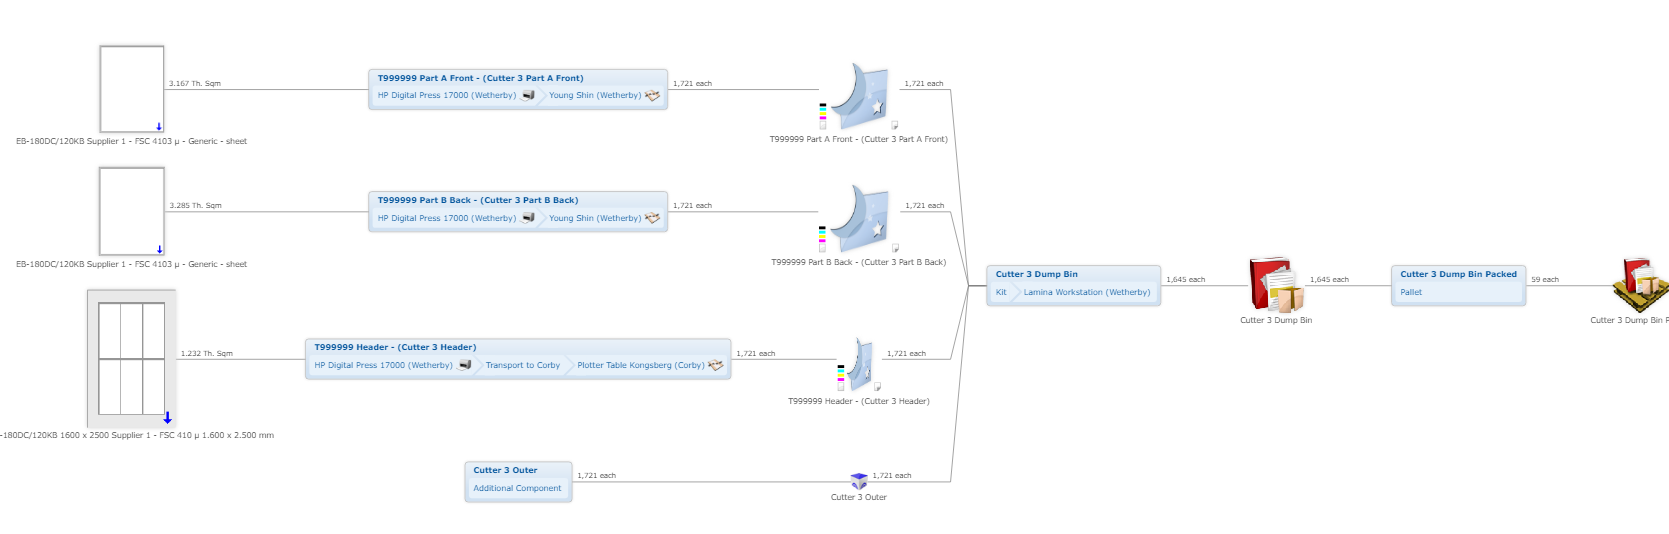 3.167 Th. Sqm
T999999 Part A Front - (Cutter 3 Part A Front)
HP Digital Press 17000 (Wetherby) Young Shin (Wetherby)
1,721 each
1,721 each
T999999 Part A Front - (Cutter 3 Part A Front)
EB-180DC/120KB Supplier 1 - FSC 4103 µ - Generic - sheet
3.285 Th. Sqm
T999999 Part B Back - (Cutter 3 Part B Back)
HP Digital Press 17000 (Wetherby) Young Shin (Wetherby)
1,721 each
1,721 each
T999999 Part B Back - (Cutter 3 Part B Back)
EB-180DC/120KB Supplier 1 - FSC 4103 µ - Generic - sheet
Cutter 3 Dump Bin
Kit Lamina Workstation (Wetherby)
1,645 each
1,645 each
Cutter 3 Dump Bin
Cutter 3 Dump Bin Packed
Pallet
59 each
Cutter 3 Dump Bin P
1.232 Th. Sqm
T999999 Header - (Cutter 3 Header)
HP Digital Press 17000 (Wetherby) Transport to Corby Plotter Table Kongsberg (Corby)
1,721 each
1,721 each
T999999 Header - (Cutter 3 Header)
-180DC/120KB 1600 x 2500 Supplier 1 - FSC 410 µ 1.600 x 2.500 mm
Cutter 3 Outer
Additional Component
1,721 each
1,721 each
Cutter 3 Outer